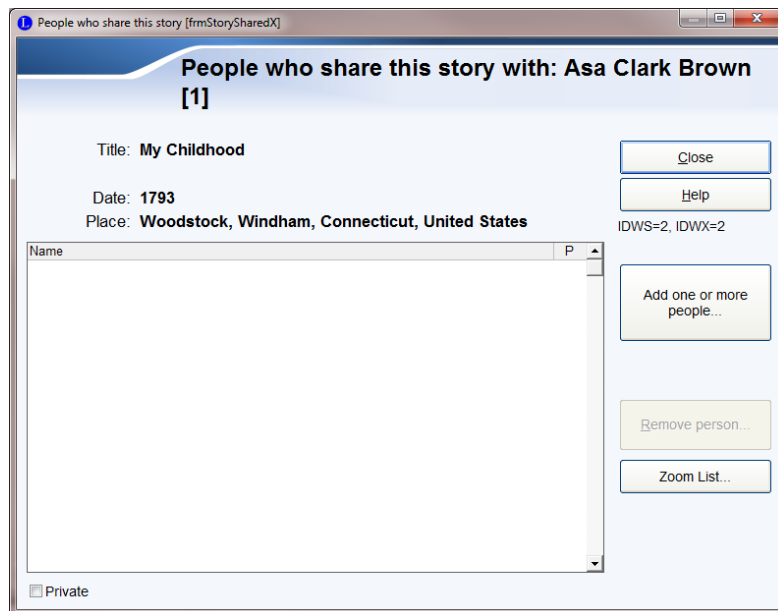 People who share this story [frmStorySharedX]
People who share this story with: Asa Clark Brown
[1]
Title: My Childhood
Close
Date: 1793
Help
Place: Woodstock, Windham, Connecticut, United States
IDWS=2, IDWX=2
Name P
Add one or more
people...
Remove person...
Zoom List...
Private